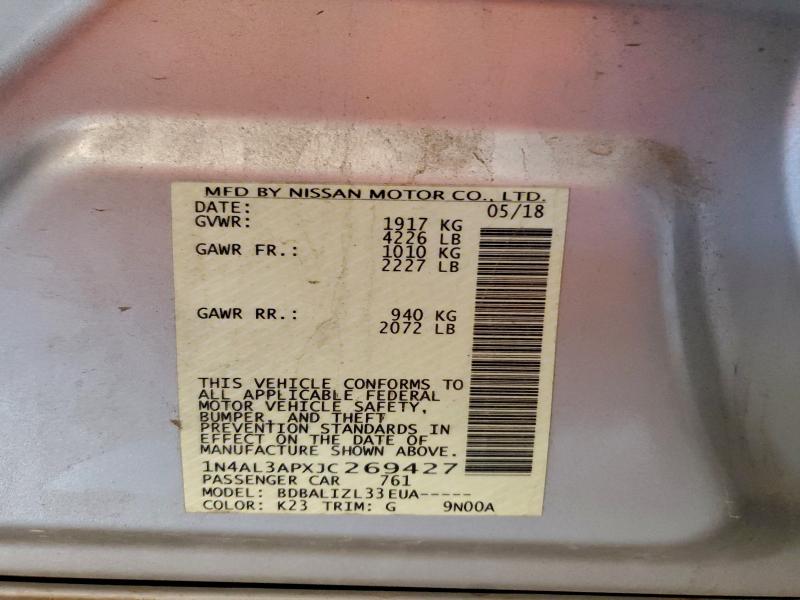 MFD BY NISSAN MOTOR CO., LTD.
DATE: 05/18
GVWR: 1917 KG
4226 LB
GAWR FR.: 1010 KG
2227 LB
GAWR RR.: 940 KG
2072 LB
THIS VEHICLE CONFORMS TO
ALL APPLICABLE FEDERAL
MOTOR VEHICLE SAFETY,
BUMPER, AND THEFT
PREVENTION STANDARDS IN
EFFECT ON THE DATE OF
MANUFACTURE SHOWN ABOVE.
1N4AL3APXJC269427
PASSENGER CAR 761
MODEL: BDBALIZL33EUA-----
COLOR: K23 TRIM: G 9N00A